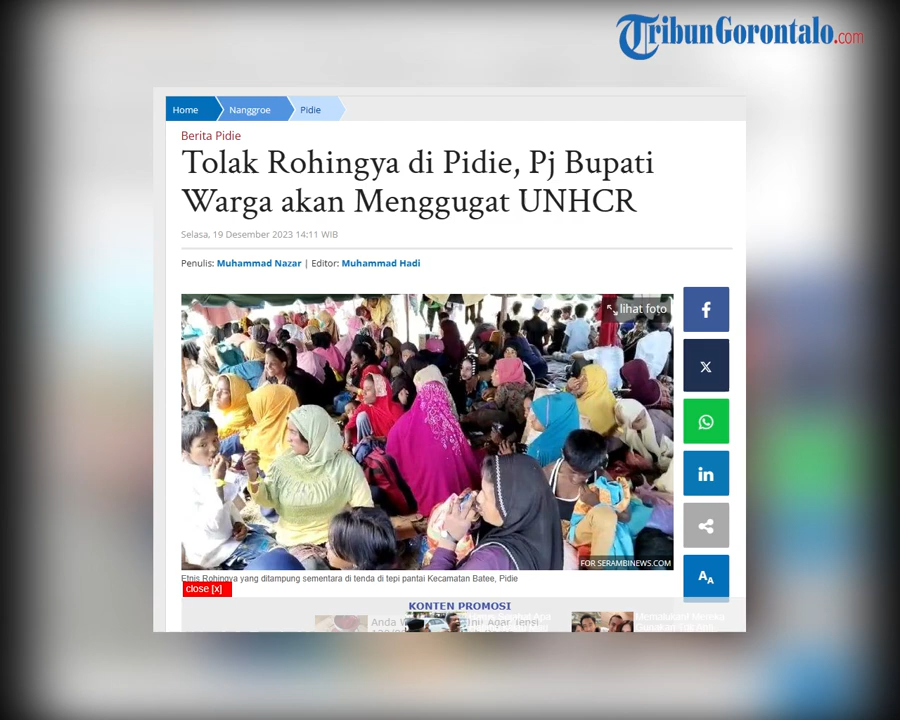 TribunGorontalo.com
Home Nanggroe Pidie
Berita Pidie
Tolak Rohingya di Pidie, Pj Bupati
Warga akan Menggugat UNHCR
Selasa, 19 Desember 2023 14:11 WIB
Penulis: Muhammad Nazar | Editor: Muhammad Hadi
lihat foto
FOR SERAMBINEWS.COM
Etnis Rohingya yang ditampung sementara di tenda di tepi pantai Kecamatan Batee, Pidie
close [x]
AA
KONTEN PROMOSI
Anda